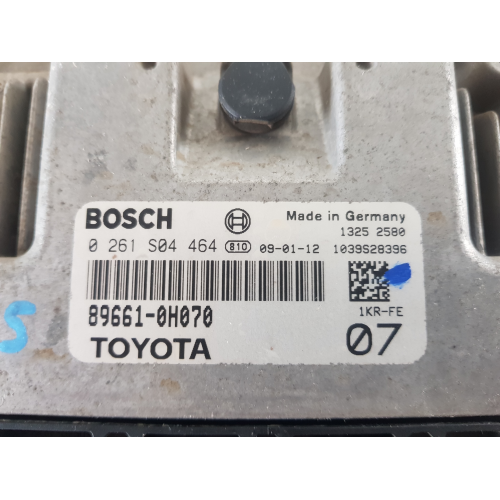 BOSCH
Made in Germany
1325 2580
0 261 S04 464 810 09-01-12 1039S28396
89661-0H070
1KR-FE
TOYOTA 07
S